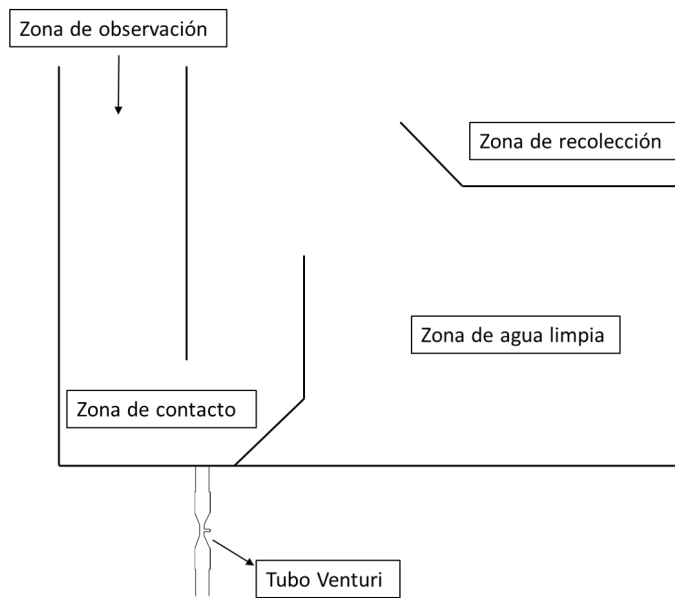 Zona de observación
Zona de recolección
Zona de agua limpia
Zona de contacto
Tubo Venturi